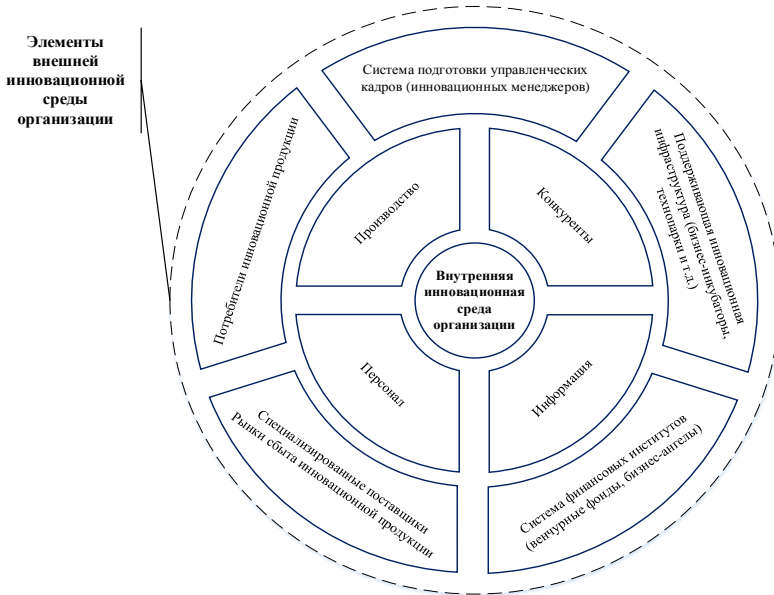 Элементы
внешней
инновационной
среды
организации
Система подготовки управленческих
кадров (инновационных менеджеров)
Потребители инновационной продукции
Поддерживающая инновационная
инфраструктура (бизнес-инкубаторы,
технопарки и т.д.)
Производство
Конкуренты
Внутренняя
инновационная
среда
организации
Персонал
Информация
Специализированные поставщики
Рынки сбыта инновационной продукции
Система финансовых институтов
(венчурные фонды, бизнес-ангелы)